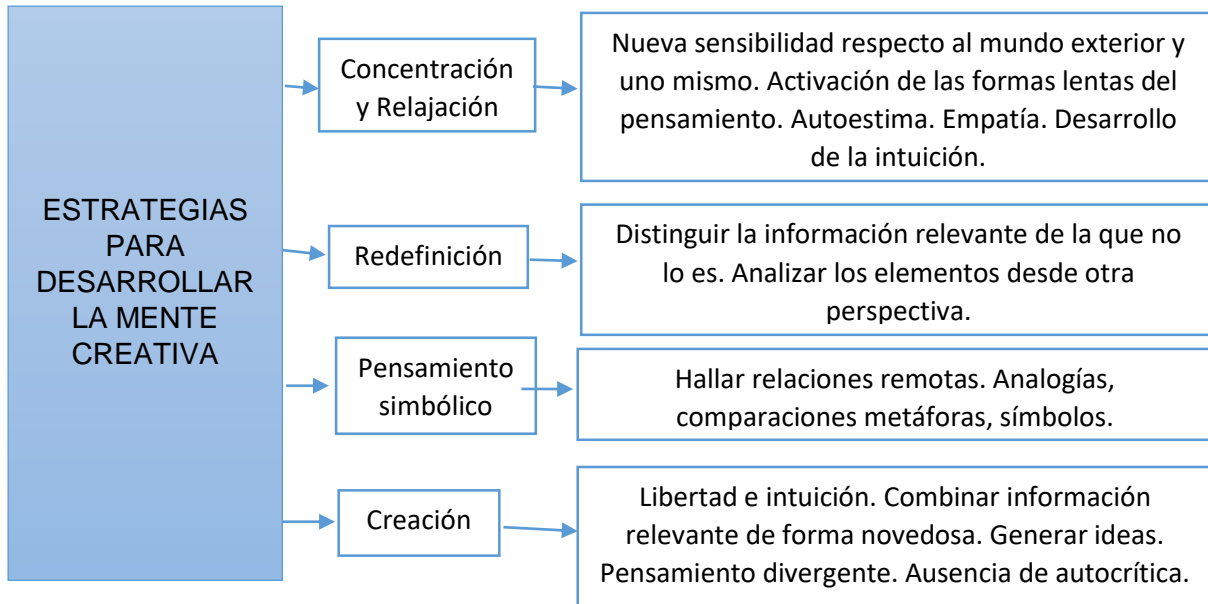 ESTRATEGIAS
PARA
DESARROLLAR
LA MENTE
CREATIVA
Concentración
y Relajación
Nueva sensibilidad respecto al mundo exterior y
uno mismo. Activación de las formas lentas del
pensamiento. Autoestima. Empatía. Desarrollo
de la intuición.
Redefinición
Distinguir la información relevante de la que no
lo es. Analizar los elementos desde otra
perspectiva.
Pensamiento
simbólico
Hallar relaciones remotas. Analogías,
comparaciones metáforas, símbolos.
Creación
Libertad e intuición. Combinar información
relevante de forma novedosa. Generar ideas.
Pensamiento divergente. Ausencia de autocrítica.